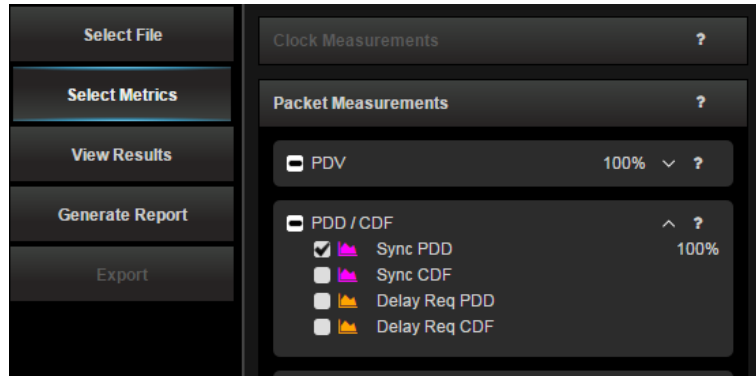 Select File
Select Metrics
View Results
Generate Report
Export
Clock Measurements ?
Packet Measurements ?
PDV 100% ?
PDD / CDF ?
Sync PDD 100%
Sync CDF
Delay Req PDD
Delay Req CDF